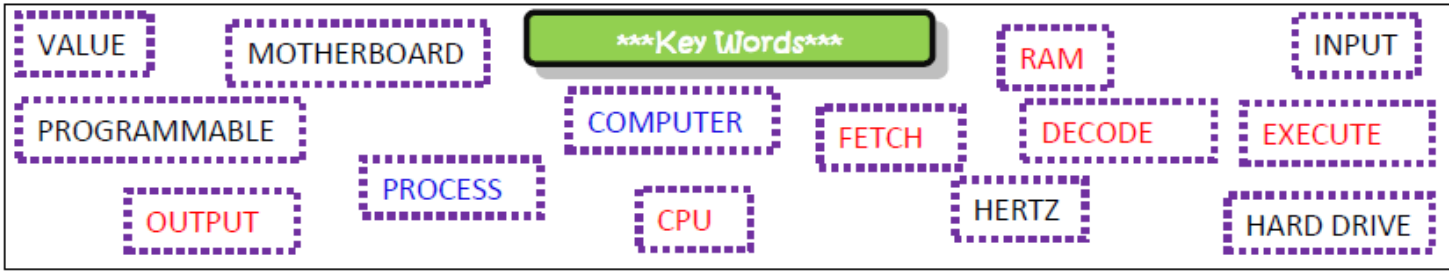 ***Key Words***
VALUE
MOTHERBOARD
RAM
INPUT
PROGRAMMABLE
COMPUTER
FETCH
DECODE
EXECUTE
PROCESS
OUTPUT
CPU
HERTZ
HARD DRIVE